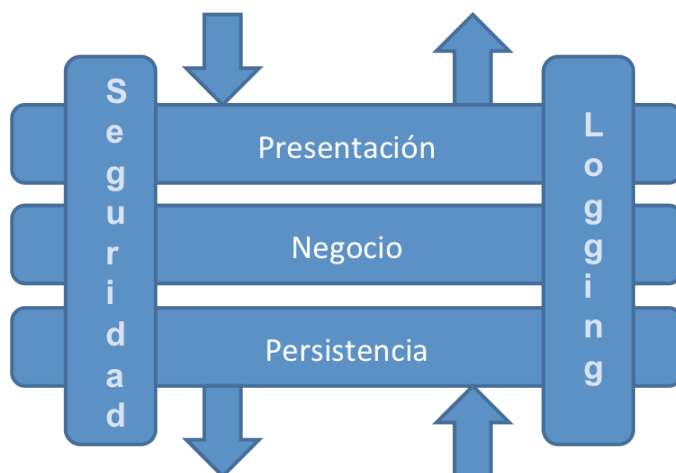 Seguridad
Presentación
Negocio
Persistencia
Logging